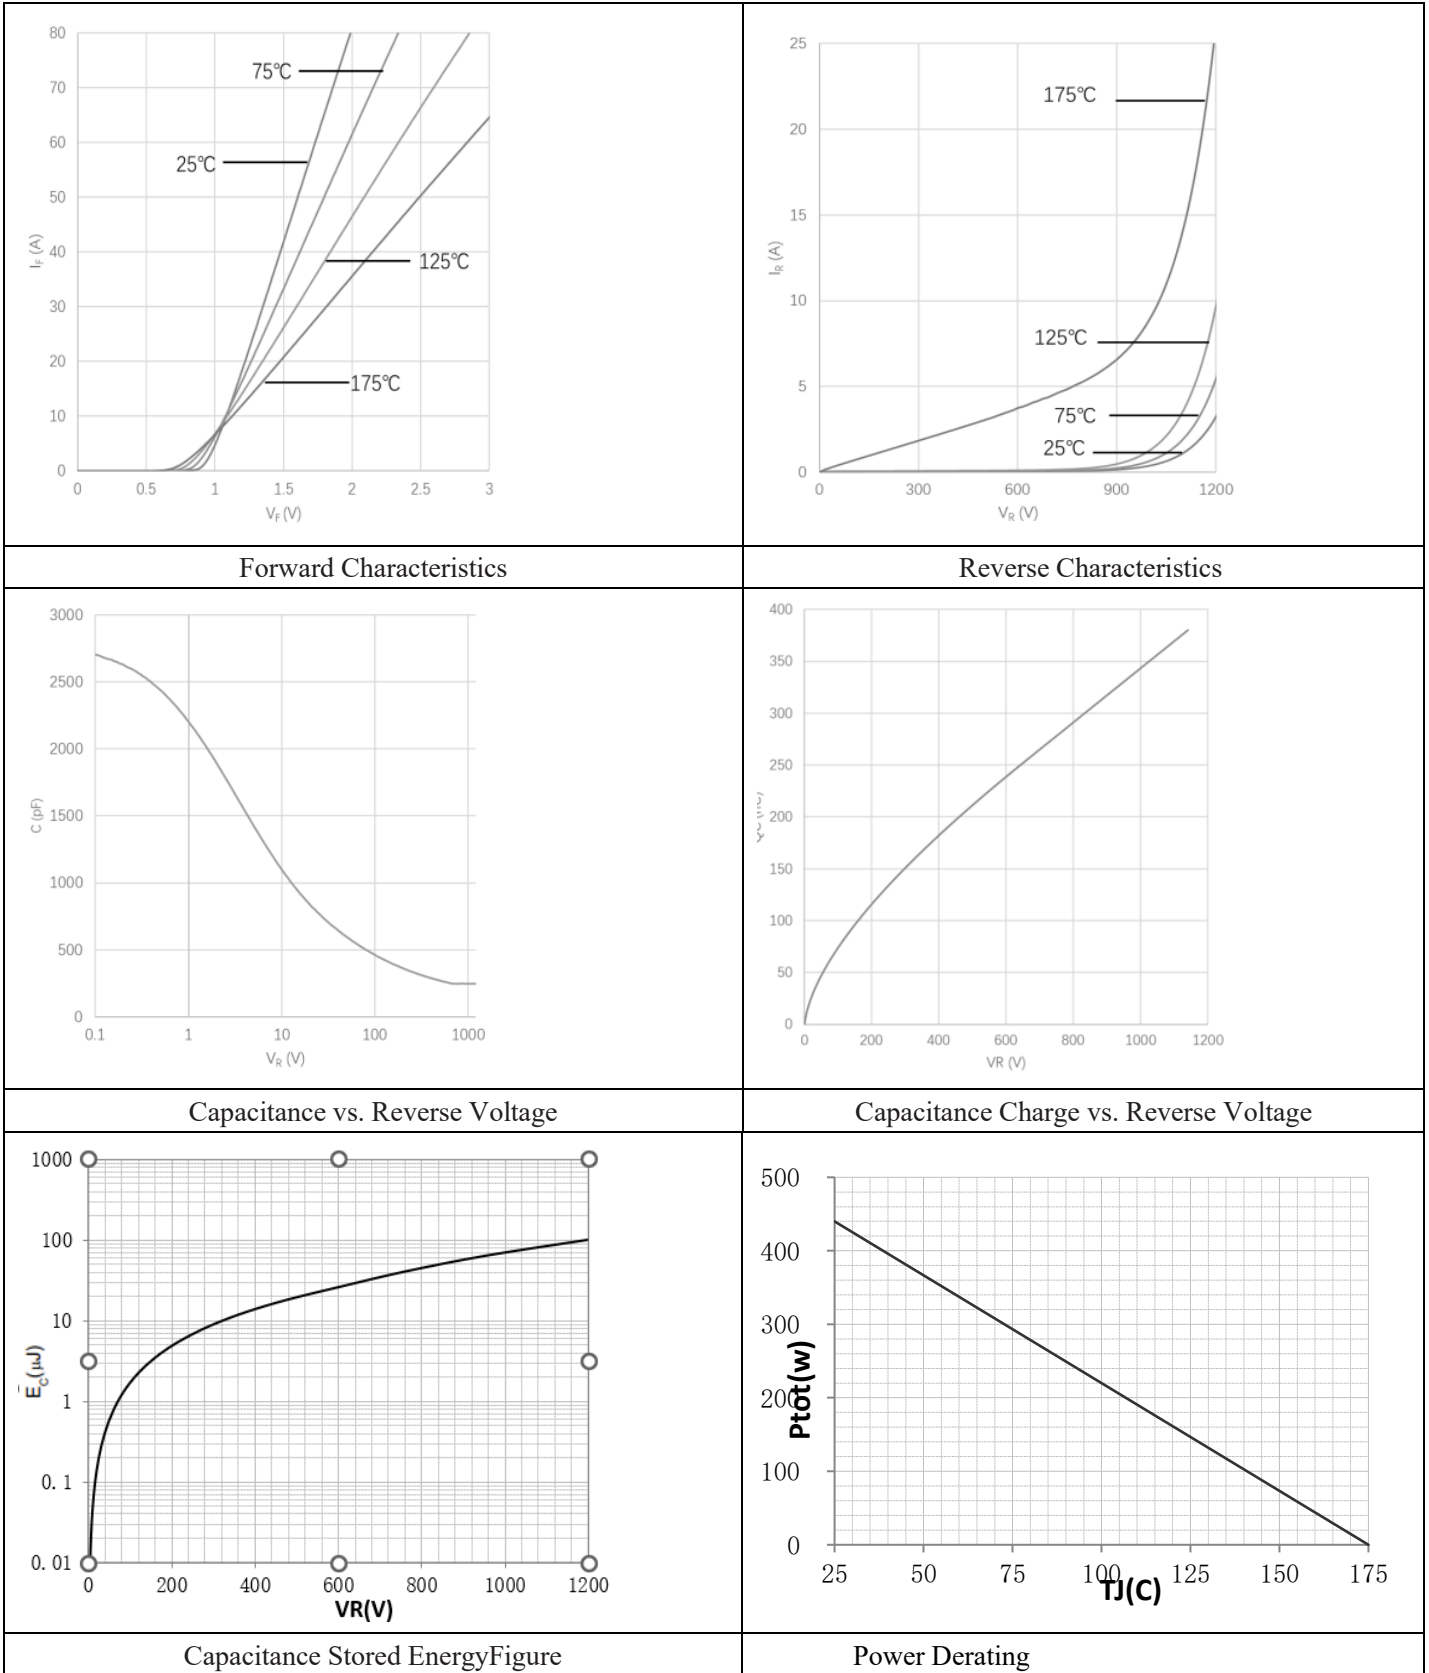 80
70
60
50
40
30
20
10
0
0 0.5 1 1.5 2 2.5 3
I_F (A)
V_F (V)
75℃
25℃
125℃
175℃
Forward Characteristics
25
20
15
10
5
0
0 300 600 900 1200
I_R (A)
V_R (V)
175℃
125℃
75℃
25℃
Reverse Characteristics
3000
2500
2000
1500
1000
500
0
0.1 1 10 100 1000
C (pF)
V_R (V)
Capacitance vs. Reverse Voltage
400
350
300
250
200
150
100
50
0
0 200 400 600 800 1000 1200
VR (V)
Capacitance Charge vs. Reverse Voltage
1000
100
10
1
0.1
0.01
0 200 400 600 800 1000 1200
E_C(μJ)
VR(V)
Capacitance Stored EnergyFigure
500
400
300
200
100
0
25 50 75 100 125 150 175
Ptot(w)
TJ(C)
Power Derating